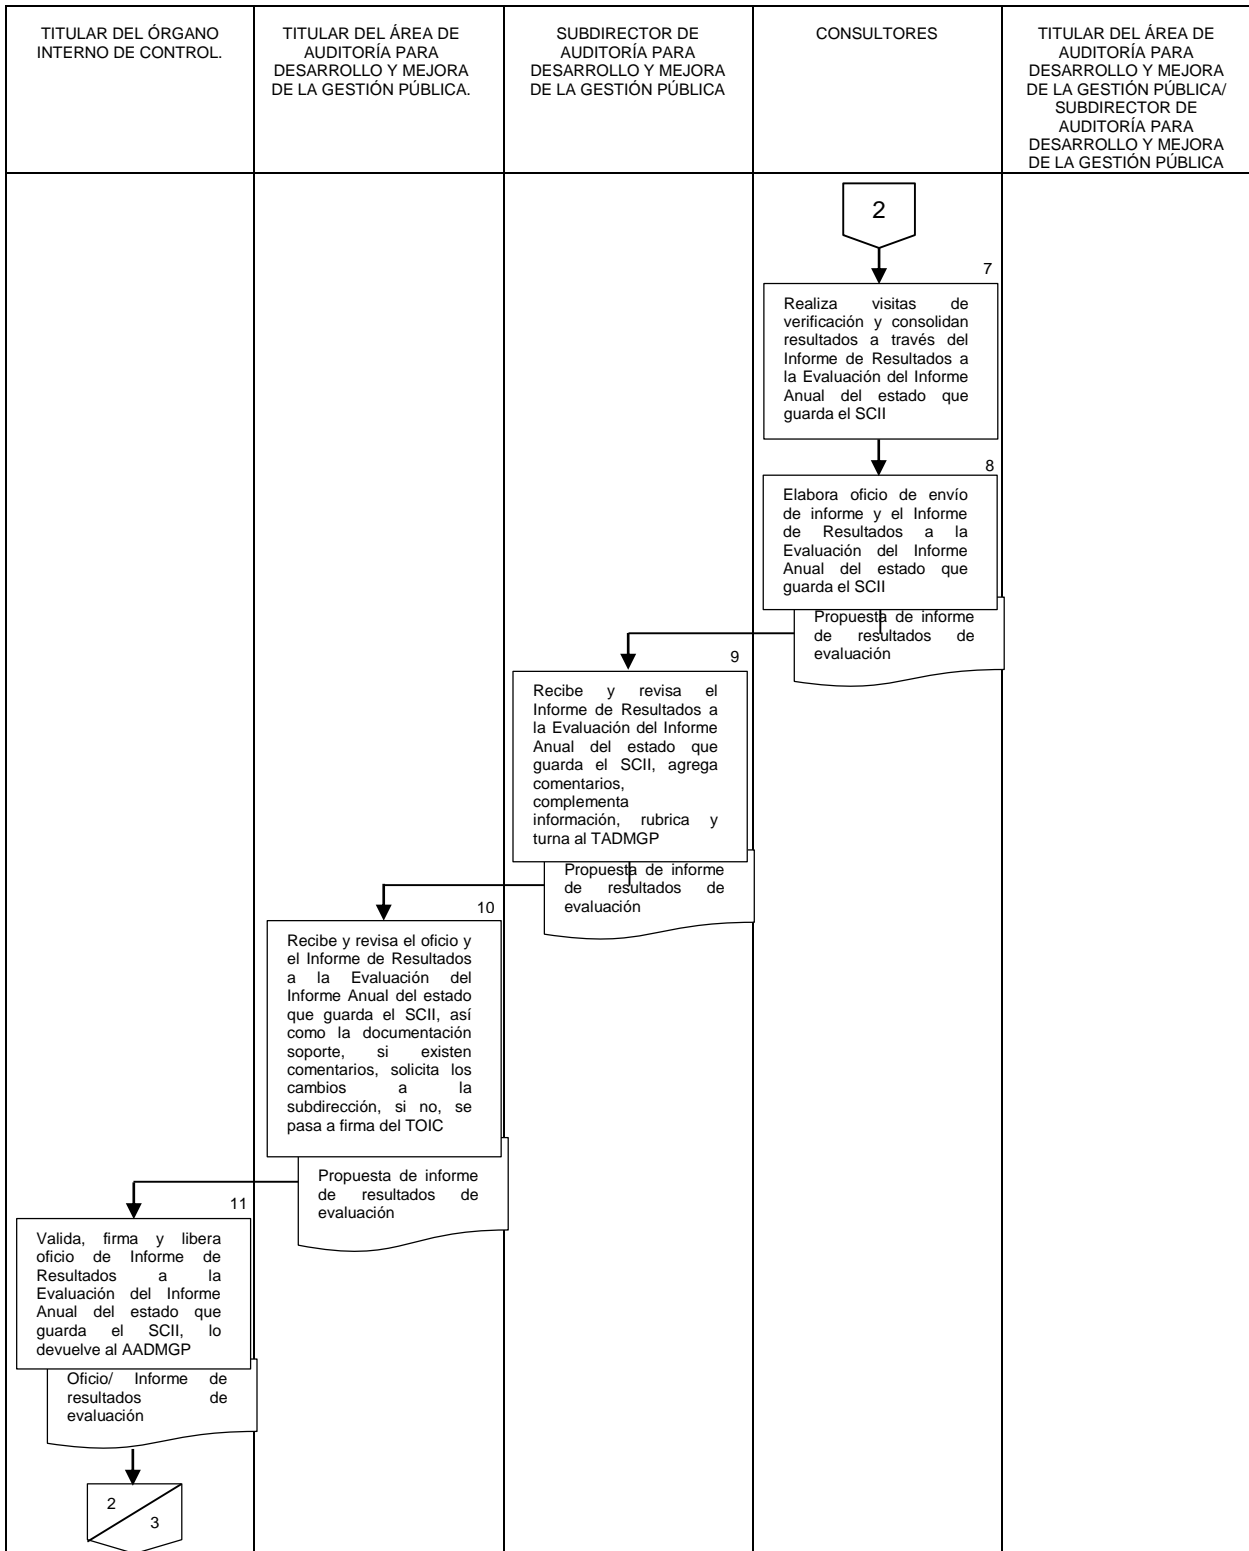 TITULAR DEL ÓRGANO
INTERNO DE CONTROL.
TITULAR DEL ÁREA DE
AUDITORÍA PARA
DESARROLLO Y MEJORA
DE LA GESTIÓN PÚBLICA.
SUBDIRECTOR DE
AUDITORÍA PARA
DESARROLLO Y MEJORA
DE LA GESTIÓN PÚBLICA
CONSULTORES
TITULAR DEL ÁREA DE
AUDITORÍA PARA
DESARROLLO Y MEJORA
DE LA GESTIÓN PÚBLICA/
SUBDIRECTOR DE
AUDITORÍA PARA
DESARROLLO Y MEJORA
DE LA GESTIÓN PÚBLICA
2
7
Realiza visitas de
verificación y consolidan
resultados a través del
Informe de Resultados a
la Evaluación del Informe
Anual del estado que
guarda el SCII
8
Elabora oficio de envío
de informe y el Informe
de Resultados a la
Evaluación del Informe
Anual del estado que
guarda el SCII
Propuesta de informe
de resultados de
evaluación
9
Recibe y revisa el
Informe de Resultados a
la Evaluación del Informe
Anual del estado que
guarda el SCII, agrega
comentarios,
complementa
información, rubrica y
turna al TADMGP
Propuesta de informe
de resultados de
evaluación
10
Recibe y revisa el oficio y
el Informe de Resultados
a la Evaluación del
Informe Anual del estado
que guarda el SCII, así
como la documentación
soporte, si existen
comentarios, solicita los
cambios a la
subdirección, si no, se
pasa a firma del TOIC
Propuesta de informe
de resultados de
evaluación
11
Valida, firma y libera
oficio de Informe de
Resultados a la
Evaluación del Informe
Anual del estado que
guarda el SCII, lo
devuelve al AADMGP
Oficio/ Informe de
resultados de
evaluación
2
3